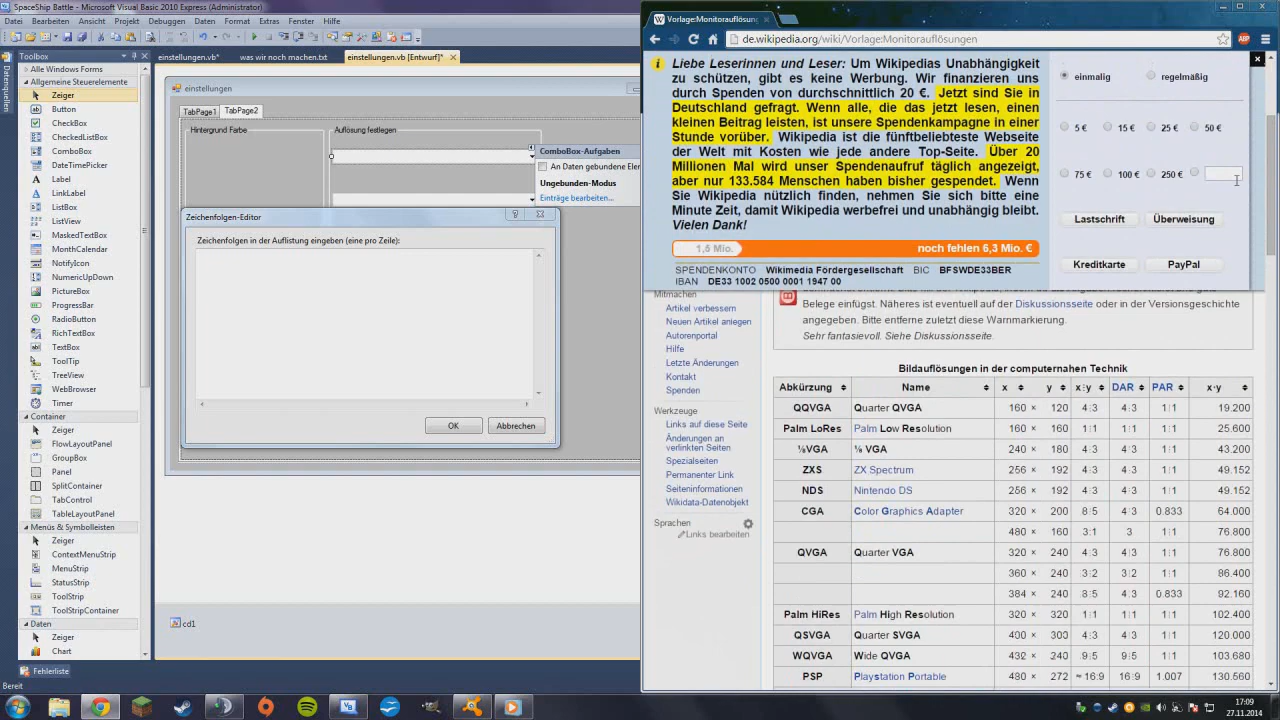 SpaceShip Battle - Microsoft Visual Basic 2010 Express (Administrator)
Datei Bearbeiten Ansicht Projekt Debuggen Daten Format Extras Fenster Hilfe
Toolbox
Datenquellen
Alle Windows Forms
Allgemeine Steuerelemente
Zeiger
Button
CheckBox
CheckedListBox
ComboBox
DateTimePicker
Label
LinkLabel
ListBox
ListView
MaskedTextBox
MonthCalendar
NotifyIcon
NumericUpDown
PictureBox
ProgressBar
RadioButton
RichTextBox
TextBox
ToolTip
TreeView
WebBrowser
Timer
Container
Zeiger
FlowLayoutPanel
GroupBox
Panel
SplitContainer
TabControl
TableLayoutPanel
Menüs & Symbolleisten
Zeiger
ContextMenuStrip
MenuStrip
StatusStrip
ToolStrip
ToolStripContainer
Daten
Zeiger
Chart
Fehlerliste
Bereit
einstellungen.vb* was wir noch machen.txt einstellungen.vb [Entwurf]*
einstellungen
TabPage1 TabPage2
Hintergrund Farbe Auflösung festlegen
ComboBox-Aufgaben
An Daten gebundene Eler
Ungebunden-Modus
Einträge bearbeiten...
Zeichenfolgen-Editor
Zeichenfolgen in der Auflistung eingeben (eine pro Zeile):
OK Abbrechen
cd1
Vorlage:Monitorauflösung
de.wikipedia.org/wiki/Vorlage:Monitorauflösungen
Liebe Leserinnen und Leser: Um Wikipedias Unabhängigkeit
zu schützen, gibt es keine Werbung. Wir finanzieren uns
durch Spenden von durchschnittlich 20 €. Jetzt sind Sie in
Deutschland gefragt. Wenn alle, die das jetzt lesen, einen
kleinen Beitrag leisten, ist unsere Spendenkampagne in einer
Stunde vorüber. Wikipedia ist die fünftbeliebteste Webseite
der Welt mit Kosten wie jede andere Top-Seite. Über 20
Millionen Mal wird unser Spendenaufruf täglich angezeigt,
aber nur 133.584 Menschen haben bisher gespendet. Wenn
Sie Wikipedia nützlich finden, nehmen Sie sich bitte eine
Minute Zeit, damit Wikipedia werbefrei und unabhängig bleibt.
Vielen Dank!
1,5 Mio. noch fehlen 6,3 Mio. €
SPENDENKONTO Wikimedia Fördergesellschaft BIC BFSWDE33BER
IBAN DE33 1002 0500 0001 1947 00
einmalig regelmäßig
5 € 15 € 25 € 50 €
75 € 100 € 250 €
Lastschrift Überweisung
Kreditkarte PayPal
Mitmachen
Artikel verbessern
Neuen Artikel anlegen
Autorenportal
Hilfe
Letzte Änderungen
Kontakt
Spenden
Werkzeuge
Links auf diese Seite
Änderungen an
verlinkten Seiten
Spezialseiten
Permanenter Link
Seiteninformationen
Wikidata-Datenobjekt
Sprachen
Links bearbeiten
Belege einfügst. Näheres ist eventuell auf der Diskussionseite oder in der Versionsgeschichte
angegeben. Bitte entferne zuletzt diese Warnmarkierung.
Sehr fantasievoll. Siehe Diskussionseite.
Bildauflösungen in der computernahen Technik
Abkürzung Name x y x:y DAR PAR x·y
QQVGA Quarter QVGA 160 × 120 4:3 4:3 1:1 19.200
Palm LoRes Palm Low Resolution 160 × 160 1:1 1:1 1:1 25.600
⅛VGA ⅛ VGA 240 × 180 4:3 4:3 1:1 43.200
ZXS ZX Spectrum 256 × 192 4:3 4:3 1:1 49.152
NDS Nintendo DS 256 × 192 4:3 4:3 1:1 49.152
CGA Color Graphics Adapter 320 × 200 8:5 4:3 0.833 64.000
480 × 160 3:1 3 1:1 76.800
QVGA Quarter VGA 320 × 240 4:3 4:3 1:1 76.800
360 × 240 3:2 3:2 1:1 86.400
384 × 240 8:5 4:3 0.833 92.160
Palm HiRes Palm High Resolution 320 × 320 1:1 1:1 1:1 102.400
QSVGA Quarter SVGA 400 × 300 4:3 4:3 1:1 120.000
WQVGA Wide QVGA 432 × 240 9:5 9:5 1:1 103.680
PSP Playstation Portable 480 × 272 ≈ 16:9 16:9 1.007 130.560
17:09
27.11.2014